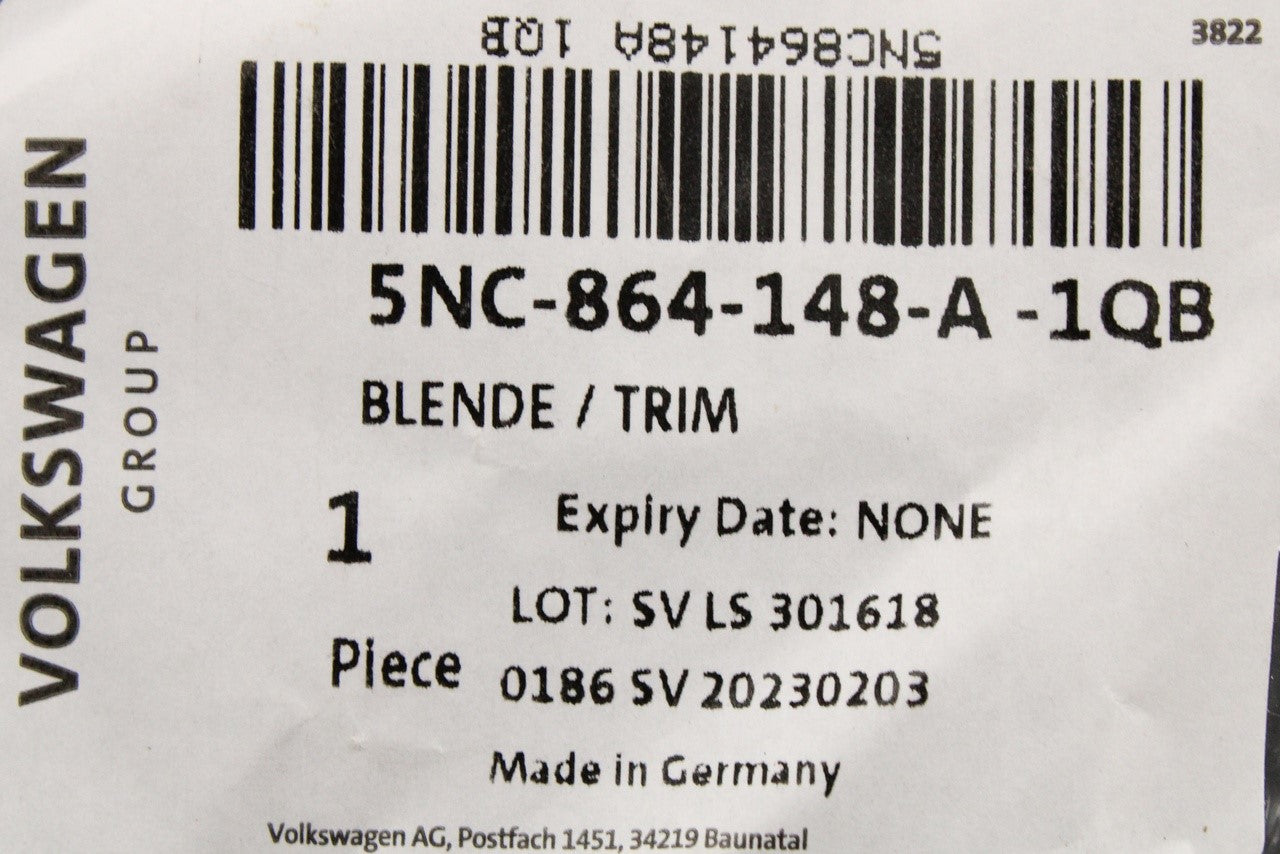 3822
5NC864148A 1QB
5NC-864-148-A -1QB
BLENDE / TRIM
1
Piece
Expiry Date: NONE
LOT: SV LS 301618
0186 SV 20230203
Made in Germany
Volkswagen AG, Postfach 1451, 34219 Baunatal
VOLKSWAGEN
GROUP